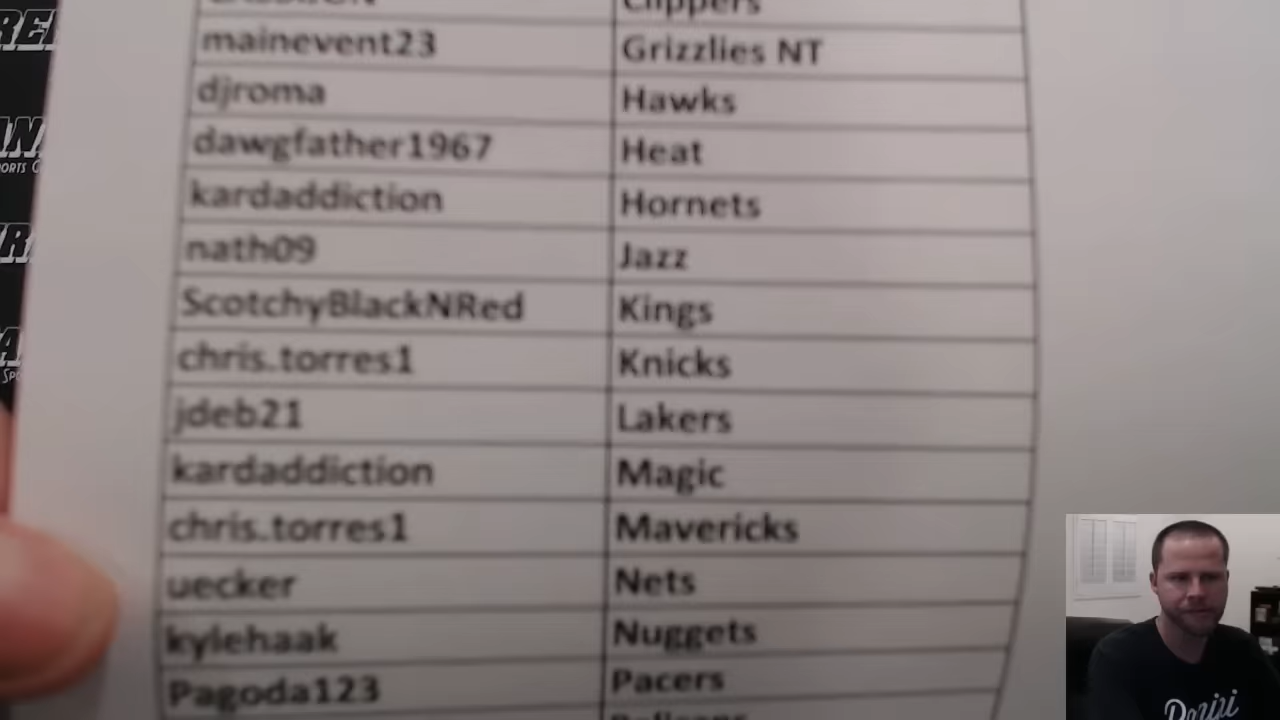 Clippers
mainevent23 Grizzlies NT
djroma Hawks
dawgfather1967 Heat
kardaddiction Hornets
nath09 Jazz
ScotchyBlackNRed Kings
chris.torres1 Knicks
jdeb21 Lakers
kardaddiction Magic
chris.torres1 Mavericks
uecker Nets
kylehaak Nuggets
Pagoda123 Pacers